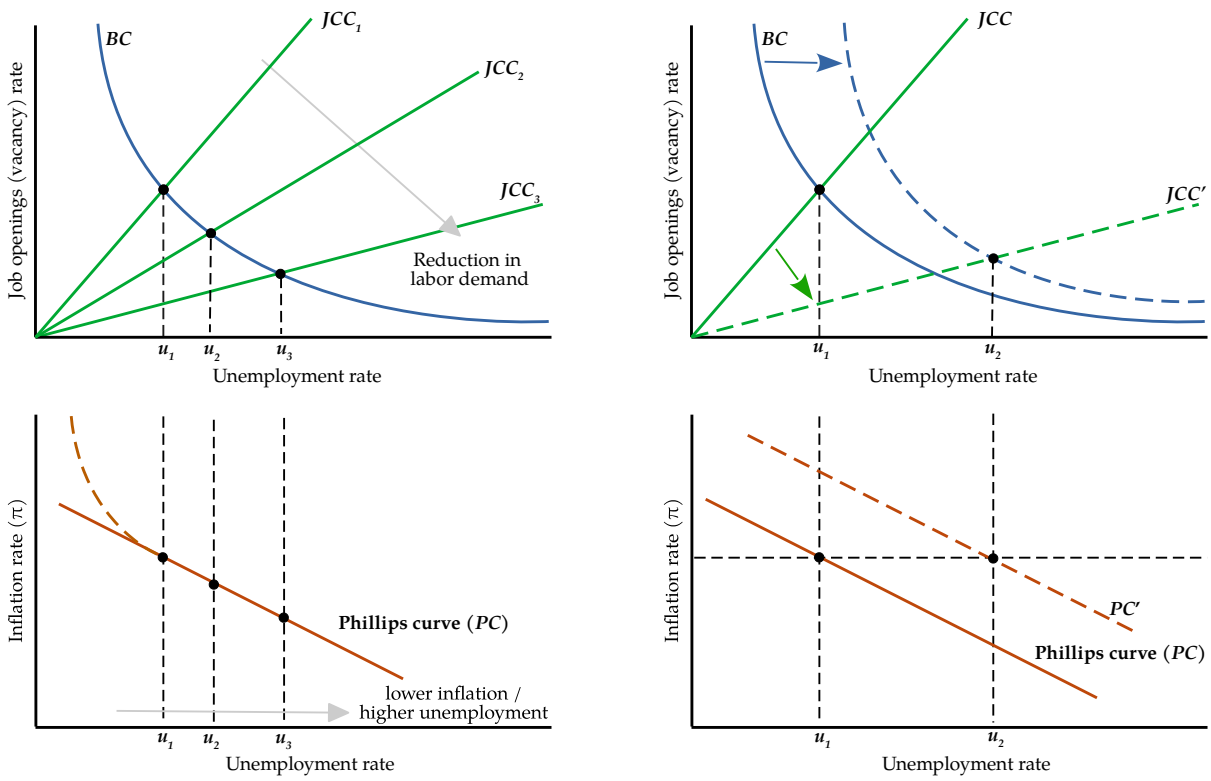 Job openings (vacancy) rate
BC
JCC₁
JCC₂
JCC₃
Reduction in
labor demand
u₁
u₂
u₃
Unemployment rate
Job openings (vacancy) rate
BC
JCC
JCC′
u₁
u₂
Unemployment rate
Inflation rate (π)
Phillips curve (PC)
lower inflation /
higher unemployment
u₁
u₂
u₃
Unemployment rate
Inflation rate (π)
PC′
Phillips curve (PC)
u₁
u₂
Unemployment rate